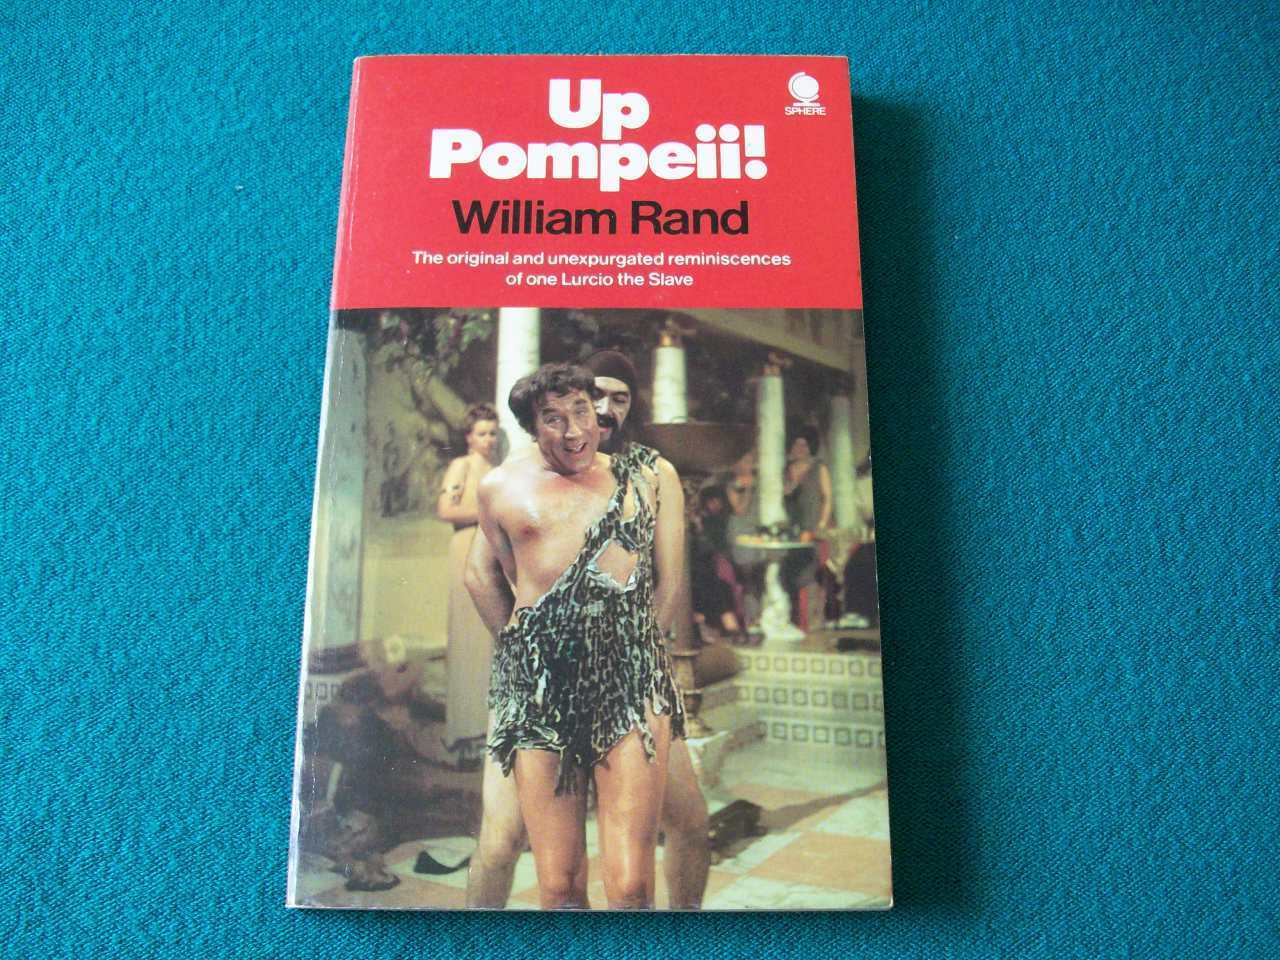 Up
Pompeii!
SPHERE
William Rand
The original and unexpurgated reminiscences
of one Lurcio the Slave